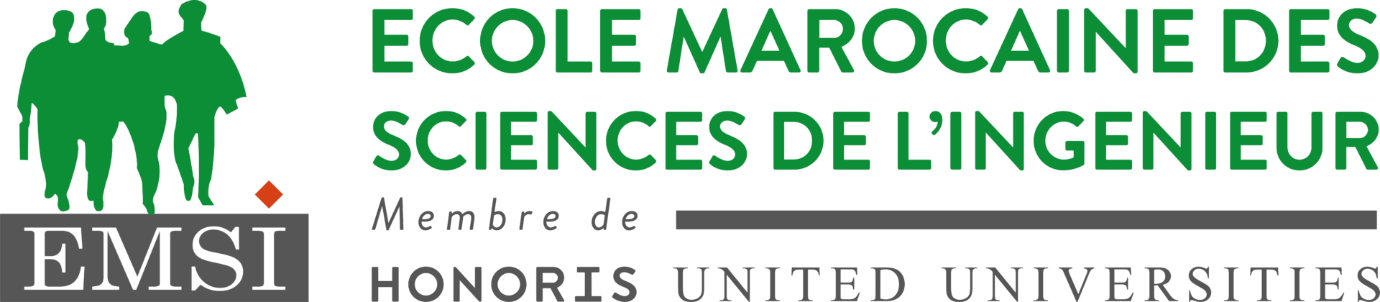 ECOLE MAROCAINE DES
SCIENCES DE L'INGENIEUR
Membre de
HONORIS UNITED UNIVERSITIES
EMSI